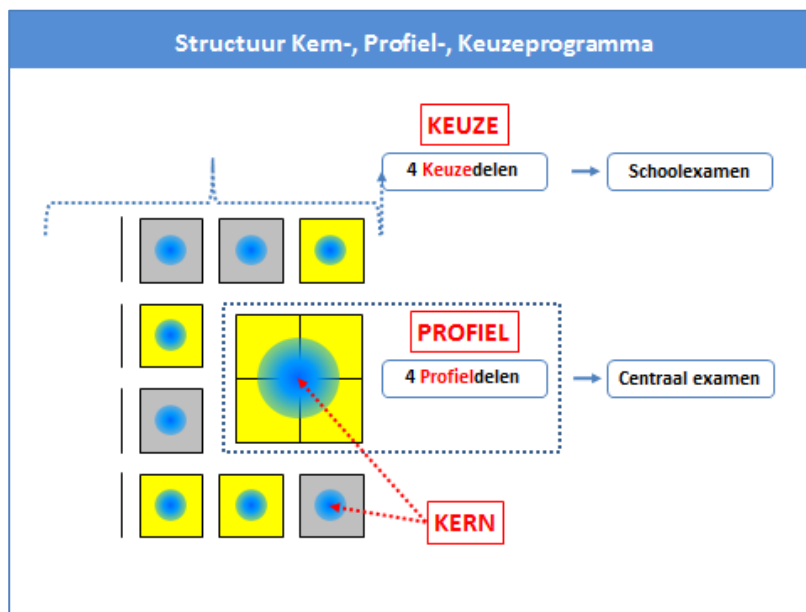 Structuur Kern-, Profiel-, Keuzeprogramma
KEUZE
4 Keuzedelen
Schoolexamen
PROFIEL
4 Profieldelen
Centraal examen
KERN